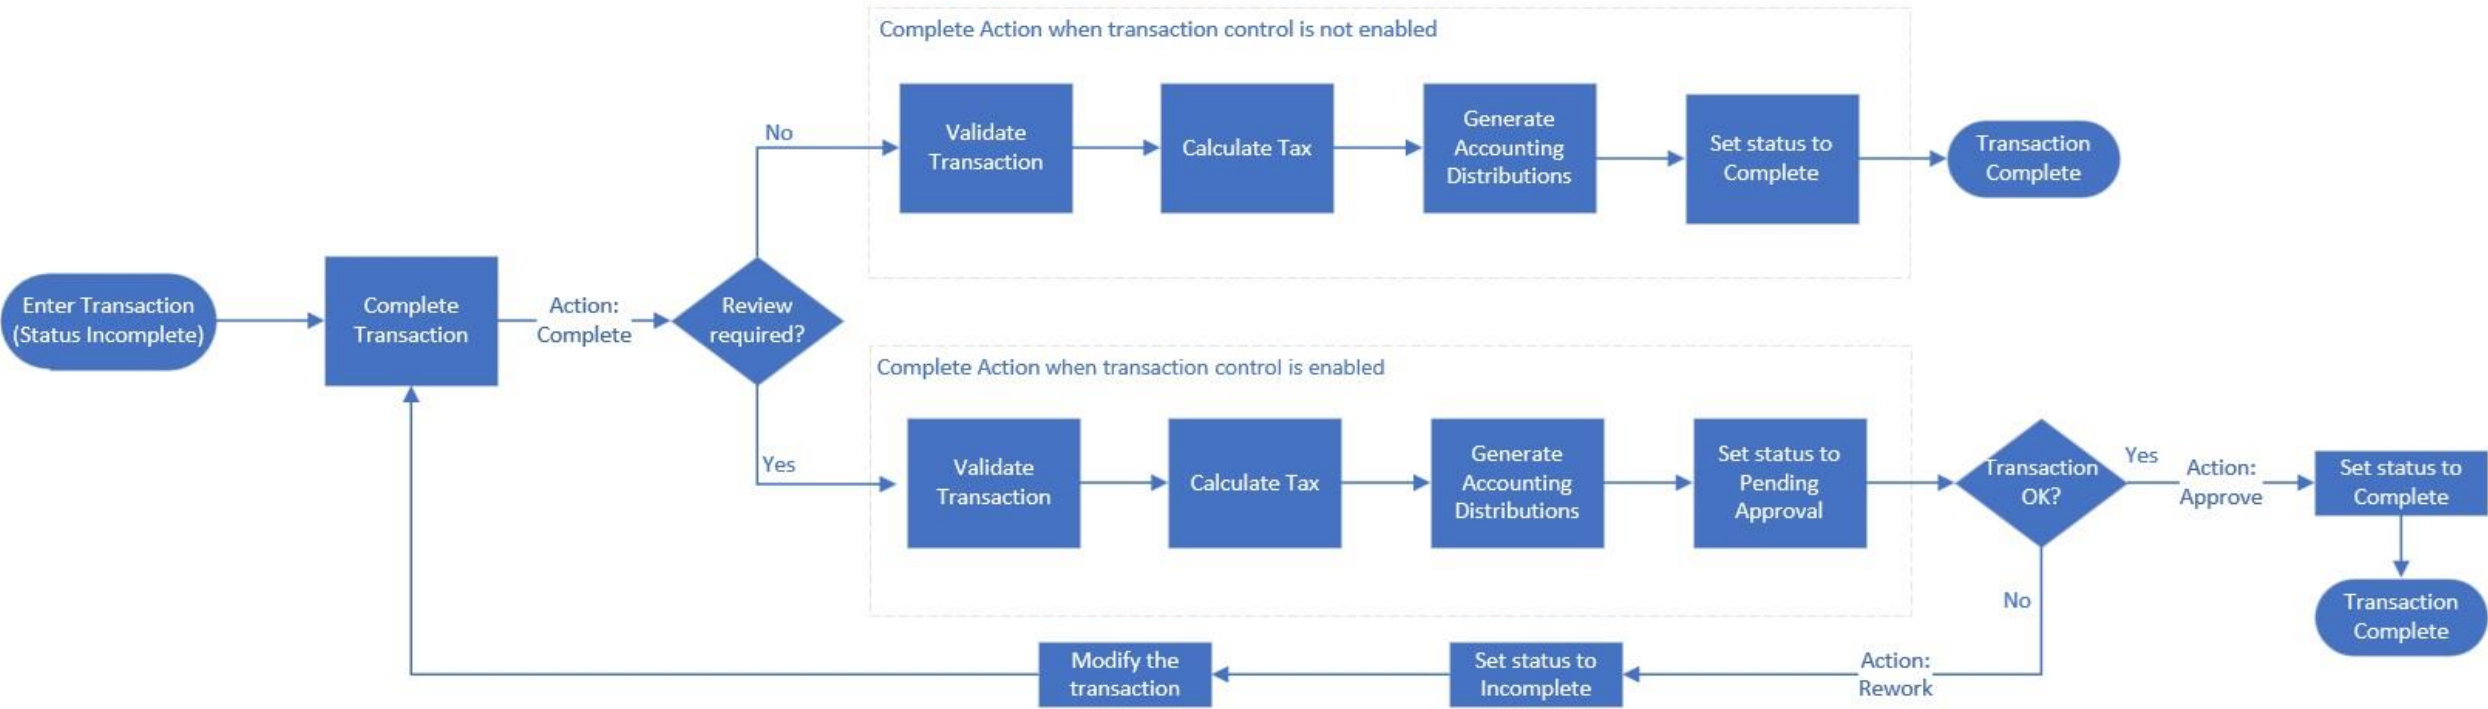 Complete Action when transaction control is not enabled
No
Validate
Transaction
Calculate Tax
Generate
Accounting
Distributions
Set status to
Complete
Transaction
Complete
Enter Transaction
(Status Incomplete)
Complete
Transaction
Action:
Complete
Review
required?
Complete Action when transaction control is enabled
Yes
Validate
Transaction
Calculate Tax
Generate
Accounting
Distributions
Set status to
Pending
Approval
Transaction
OK?
Yes
Action:
Approve
Set status to
Complete
Transaction
Complete
No
Action:
Rework
Set status to
Incomplete
Modify the
transaction